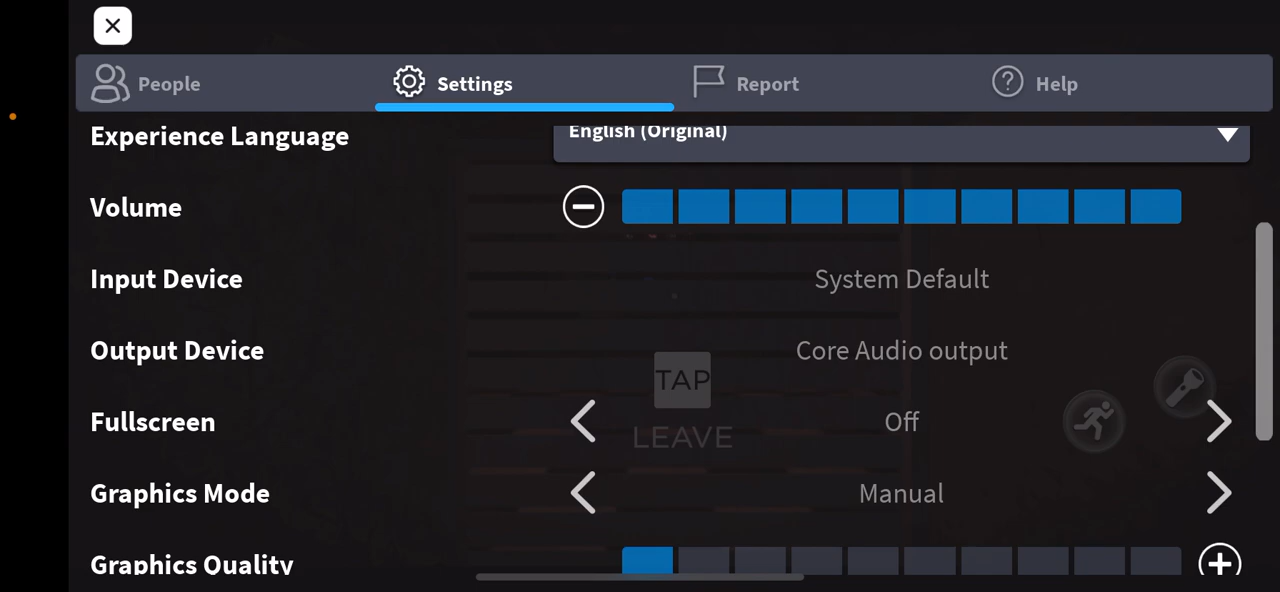 People
Settings
Report
Help
Experience Language
English (Original)
Volume
Input Device
System Default
Output Device
Core Audio output
TAP
LEAVE
Fullscreen
Off
Graphics Mode
Manual
Graphics Quality